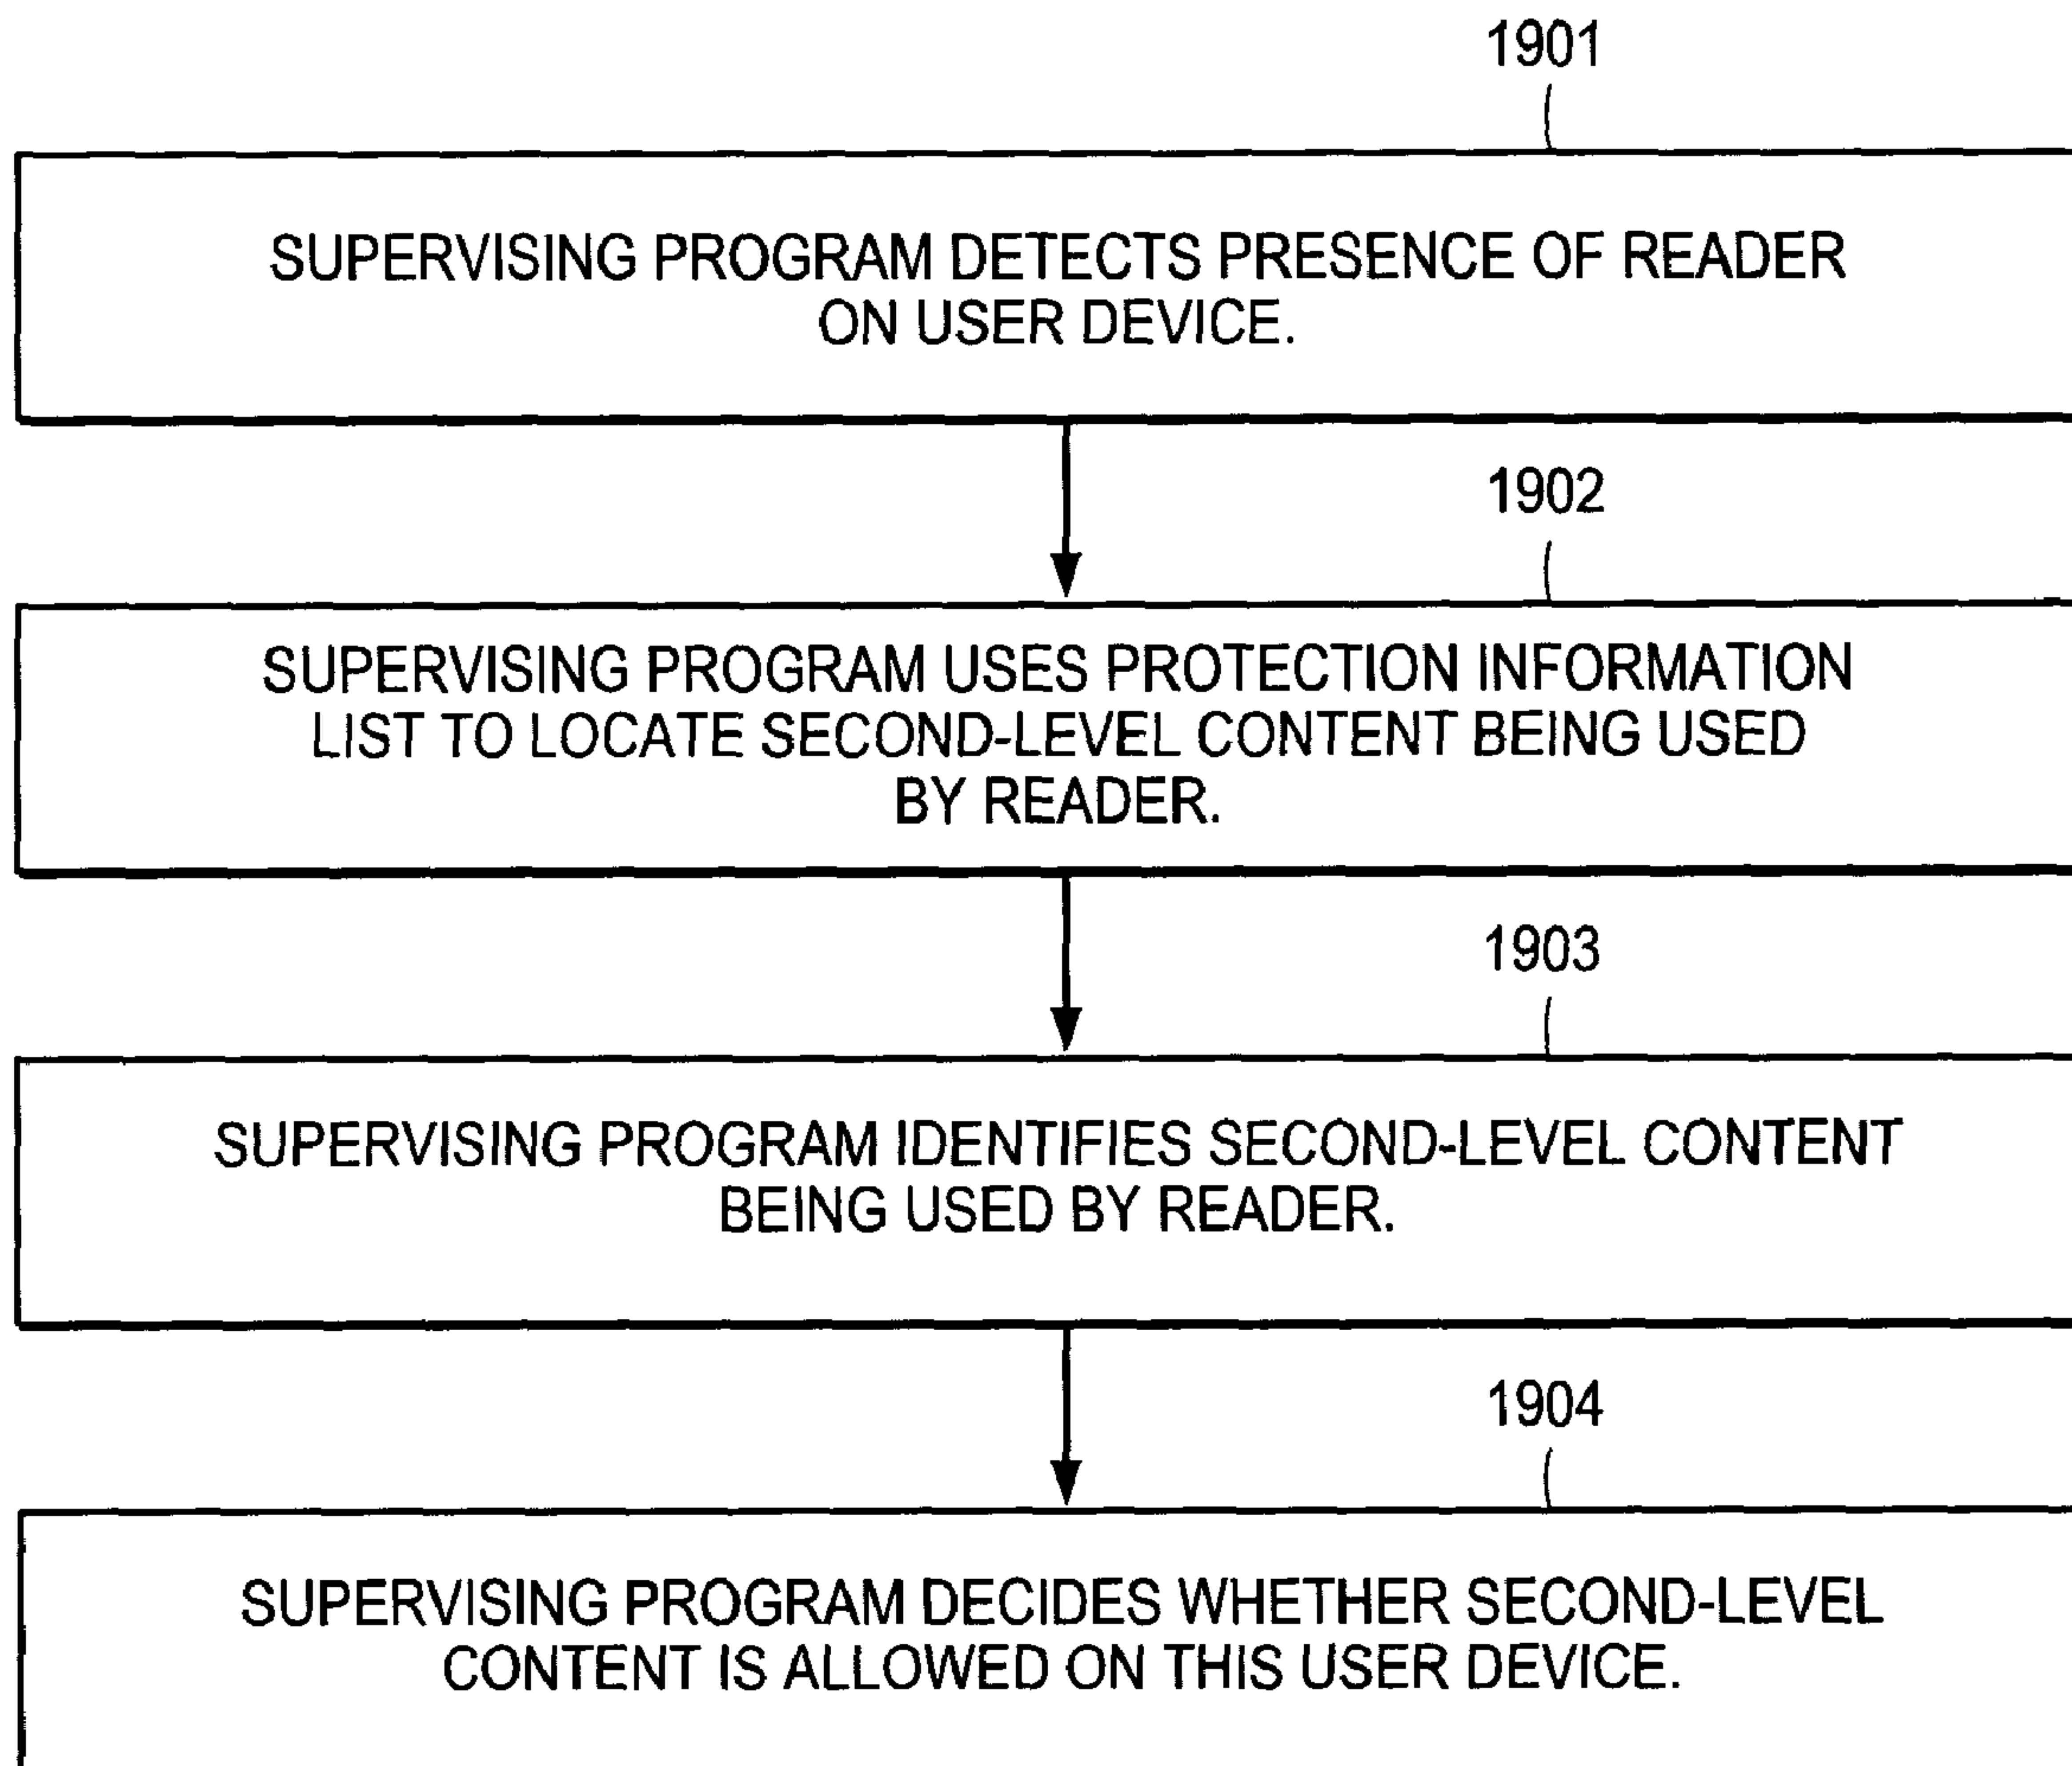 1901
SUPERVISING PROGRAM DETECTS PRESENCE OF READER
ON USER DEVICE.
1902
SUPERVISING PROGRAM USES PROTECTION INFORMATION
LIST TO LOCATE SECOND-LEVEL CONTENT BEING USED
BY READER.
1903
SUPERVISING PROGRAM IDENTIFIES SECOND-LEVEL CONTENT
BEING USED BY READER.
1904
SUPERVISING PROGRAM DECIDES WHETHER SECOND-LEVEL
CONTENT IS ALLOWED ON THIS USER DEVICE.